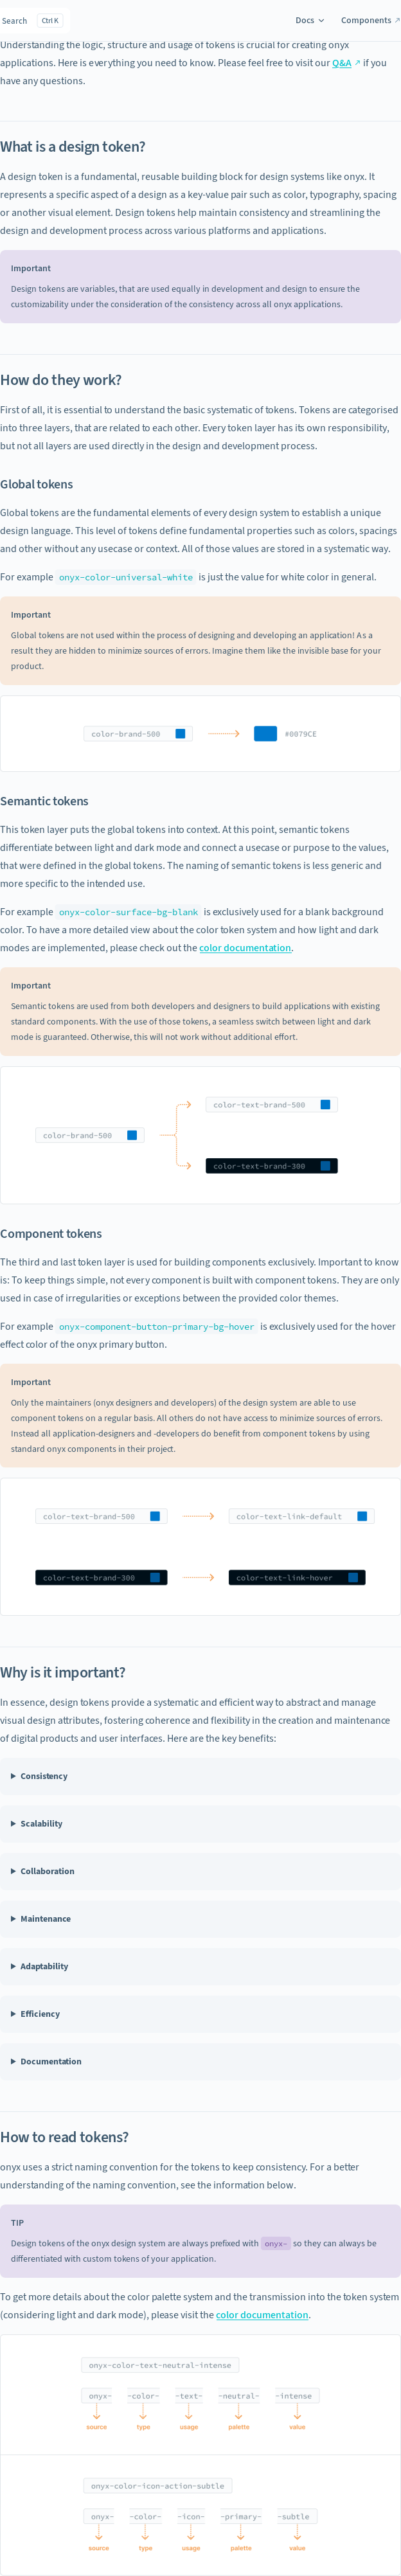 Search Ctrl K Docs Components
Understanding the logic, structure and usage of tokens is crucial for creating onyx
applications. Here is everything you need to know. Please feel free to visit our Q&A if you
have any questions.
What is a design token?
A design token is a fundamental, reusable building block for design systems like onyx. It
represents a specific aspect of a design as a key-value pair such as color, typography, spacing
or another visual element. Design tokens help maintain consistency and streamlining the
design and development process across various platforms and applications.
Important
Design tokens are variables, that are used equally in development and design to ensure the
customizability under the consideration of the consistency across all onyx applications.
How do they work?
First of all, it is essential to understand the basic systematic of tokens. Tokens are categorised
into three layers, that are related to each other. Every token layer has its own responsibility,
but not all layers are used directly in the design and development process.
Global tokens
Global tokens are the fundamental elements of every design system to establish a unique
design language. This level of tokens define fundamental properties such as colors, spacings
and other without any usecase or context. All of those values are stored in a systematic way.
For example onyx-color-universal-white is just the value for white color in general.
Important
Global tokens are not used within the process of designing and developing an application! As a
result they are hidden to minimize sources of errors. Imagine them like the invisible base for your
product.
color-brand-500 #0079CE
Semantic tokens
This token layer puts the global tokens into context. At this point, semantic tokens
differentiate between light and dark mode and connect a usecase or purpose to the values,
that were defined in the global tokens. The naming of semantic tokens is less generic and
more specific to the intended use.
For example onyx-color-surface-bg-blank is exclusively used for a blank background
color. To have a more detailed view about the color token system and how light and dark
modes are implemented, please check out the color documentation.
Important
Semantic tokens are used from both developers and designers to build applications with existing
standard components. With the use of those tokens, a seamless switch between light and dark
mode is guaranteed. Otherwise, this will not work without additional effort.
color-text-brand-500
color-brand-500
color-text-brand-300
Component tokens
The third and last token layer is used for building components exclusively. Important to know
is: To keep things simple, not every component is built with component tokens. They are only
used in case of irregularities or exceptions between the provided color themes.
For example onyx-component-button-primary-bg-hover is exclusively used for the hover
effect color of the onyx primary button.
Important
Only the maintainers (onyx designers and developers) of the design system are able to use
component tokens on a regular basis. All others do not have access to minimize sources of errors.
Instead all application-designers and -developers do benefit from component tokens by using
standard onyx components in their project.
color-text-brand-500 color-text-link-default
color-text-brand-300 color-text-link-hover
Why is it important?
In essence, design tokens provide a systematic and efficient way to abstract and manage
visual design attributes, fostering coherence and flexibility in the creation and maintenance
of digital products and user interfaces. Here are the key benefits:
Consistency
Scalability
Collaboration
Maintenance
Adaptability
Efficiency
Documentation
How to read tokens?
onyx uses a strict naming convention for the tokens to keep consistency. For a better
understanding of the naming convention, see the information below.
TIP
Design tokens of the onyx design system are always prefixed with onyx- so they can always be
differentiated with custom tokens of your application.
To get more details about the color palette system and the transmission into the token system
(considering light and dark mode), please visit the color documentation.
onyx-color-text-neutral-intense
onyx- -color- -text- -neutral- -intense
source type usage palette value
onyx-color-icon-action-subtle
onyx- -color- -icon- -primary- -subtle
source type usage palette value